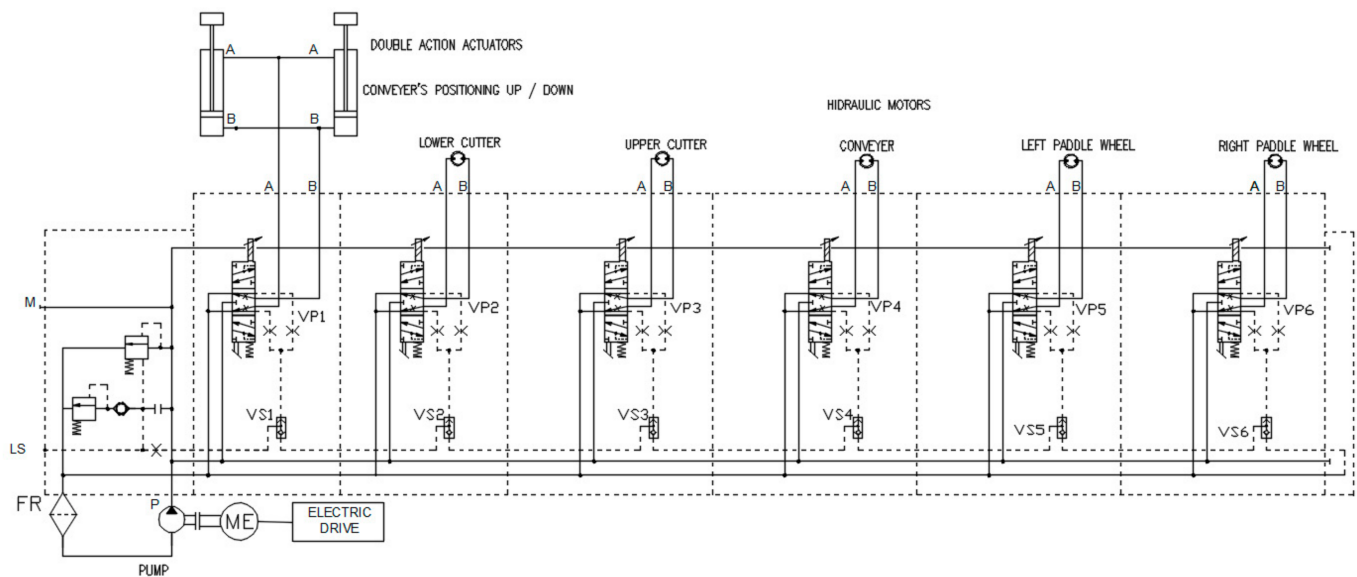 A A DOUBLE ACTION ACTUATORS
CONVEYER'S POSITIONING UP / DOWN
B B
HIDRAULIC MOTORS
LOWER CUTTER UPPER CUTTER CONVEYER LEFT PADDLE WHEEL RIGHT PADDLE WHEEL
A B A B A B A B A B A B
M
VP1 VP2 VP3 VP4 VP5 VP6
VS1 VS2 VS3 VS4 VS5 VS6
LS
FR P ME ELECTRIC
DRIVE
PUMP